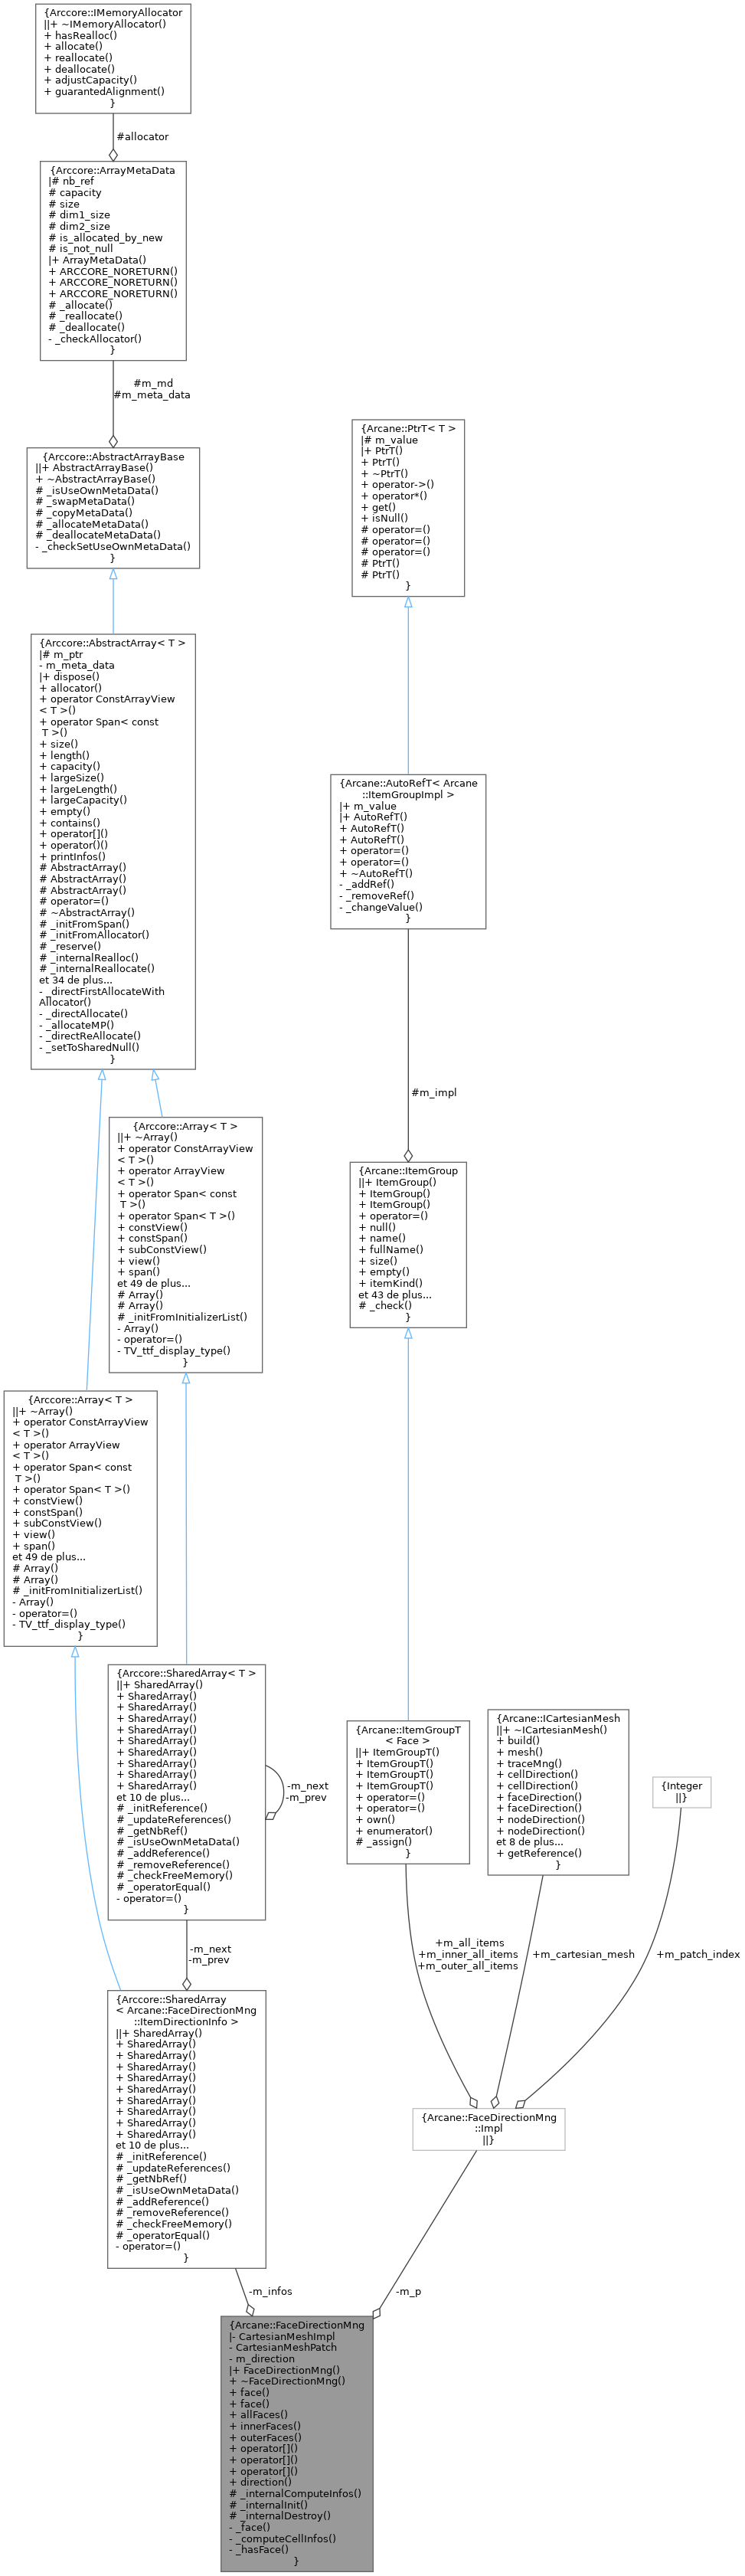 {Arccore::IMemoryAllocator
||+ ~IMemoryAllocator()
+ hasRealloc()
+ allocate()
+ reallocate()
+ deallocate()
+ adjustCapacity()
+ guarantedAlignment()
}
#allocator
{Arccore::ArrayMetaData
|# nb_ref
# capacity
# size
# dim1_size
# dim2_size
# is_allocated_by_new
# is_not_null
|+ ArrayMetaData()
+ ARCCORE_NORETURN()
+ ARCCORE_NORETURN()
+ ARCCORE_NORETURN()
# _allocate()
# _reallocate()
# _deallocate()
- _checkAllocator()
}
#m_md
#m_meta_data
{Arccore::AbstractArrayBase
||+ AbstractArrayBase()
+ ~AbstractArrayBase()
# _isUseOwnMetaData()
# _swapMetaData()
# _copyMetaData()
# _allocateMetaData()
# _deallocateMetaData()
- _checkSetUseOwnMetaData()
}
{Arcane::PtrT< T >
|# m_value
|+ PtrT()
+ PtrT()
+ ~PtrT()
+ operator->()
+ operator*()
+ get()
+ isNull()
# operator=()
# operator=()
# operator=()
# PtrT()
# PtrT()
}
{Arccore::AbstractArray< T >
|# m_ptr
- m_meta_data
|+ dispose()
+ allocator()
+ operator ConstArrayView
< T >()
+ operator Span< const
T >()
+ size()
+ length()
+ capacity()
+ largeSize()
+ largeLength()
+ largeCapacity()
+ empty()
+ contains()
+ operator[]()
+ operator()()
+ printInfos()
# AbstractArray()
# AbstractArray()
# AbstractArray()
# operator=()
# ~AbstractArray()
# _initFromSpan()
# _initFromAllocator()
# _reserve()
# _internalRealloc()
# _internalReallocate()
et 34 de plus...
- _directFirstAllocateWith
Allocator()
- _directAllocate()
- _allocateMP()
- _directReAllocate()
- _setToSharedNull()
}
{Arcane::AutoRefT< Arcane
::ItemGroupImpl >
|+ m_value
|+ AutoRefT()
+ AutoRefT()
+ AutoRefT()
+ operator=()
+ operator=()
+ ~AutoRefT()
- _addRef()
- _removeRef()
- _changeValue()
}
#m_impl
{Arccore::Array< T >
||+ ~Array()
+ operator ConstArrayView
< T >()
+ operator ArrayView
< T >()
+ operator Span< const
T >()
+ operator Span< T >()
+ constView()
+ constSpan()
+ subConstView()
+ view()
+ span()
et 49 de plus...
# Array()
# Array()
# _initFromInitializerList()
- Array()
- operator=()
- TV_ttf_display_type()
}
{Arcane::ItemGroup
||+ ItemGroup()
+ ItemGroup()
+ ItemGroup()
+ operator=()
+ null()
+ name()
+ fullName()
+ size()
+ empty()
+ itemKind()
et 43 de plus...
# _check()
}
{Arccore::Array< T >
||+ ~Array()
+ operator ConstArrayView
< T >()
+ operator ArrayView
< T >()
+ operator Span< const
T >()
+ operator Span< T >()
+ constView()
+ constSpan()
+ subConstView()
+ view()
+ span()
et 49 de plus...
# Array()
# Array()
# _initFromInitializerList()
- Array()
- operator=()
- TV_ttf_display_type()
}
{Arccore::SharedArray< T >
||+ SharedArray()
+ SharedArray()
+ SharedArray()
+ SharedArray()
+ SharedArray()
+ SharedArray()
+ SharedArray()
+ SharedArray()
+ SharedArray()
+ SharedArray()
et 10 de plus...
# _initReference()
# _updateReferences()
# _getNbRef()
# _isUseOwnMetaData()
# _addReference()
# _removeReference()
# _checkFreeMemory()
# _operatorEqual()
- operator=()
}
-m_next
-m_prev
{Arcane::ItemGroupT
< Face >
||+ ItemGroupT()
+ ItemGroupT()
+ ItemGroupT()
+ ItemGroupT()
+ operator=()
+ operator=()
+ own()
+ enumerator()
# _assign()
}
{Arcane::ICartesianMesh
||+ ~ICartesianMesh()
+ build()
+ mesh()
+ traceMng()
+ cellDirection()
+ cellDirection()
+ faceDirection()
+ faceDirection()
+ nodeDirection()
+ nodeDirection()
et 8 de plus...
+ getReference()
}
{Integer
||}
-m_next
-m_prev
+m_all_items
+m_inner_all_items
+m_outer_all_items
+m_cartesian_mesh
+m_patch_index
{Arccore::SharedArray
< Arcane::FaceDirectionMng
::ItemDirectionInfo >
||+ SharedArray()
+ SharedArray()
+ SharedArray()
+ SharedArray()
+ SharedArray()
+ SharedArray()
+ SharedArray()
+ SharedArray()
+ SharedArray()
+ SharedArray()
et 10 de plus...
# _initReference()
# _updateReferences()
# _getNbRef()
# _isUseOwnMetaData()
# _addReference()
# _removeReference()
# _checkFreeMemory()
# _operatorEqual()
- operator=()
}
{Arcane::FaceDirectionMng
::Impl
||}
-m_infos
-m_p
{Arcane::FaceDirectionMng
|- CartesianMeshImpl
- CartesianMeshPatch
- m_direction
|+ FaceDirectionMng()
+ ~FaceDirectionMng()
+ face()
+ face()
+ allFaces()
+ innerFaces()
+ outerFaces()
+ operator[]()
+ operator[]()
+ operator[]()
+ direction()
# _internalComputeInfos()
# _internalInit()
# _internalDestroy()
- _face()
- _computeCellInfos()
- _hasFace()
}